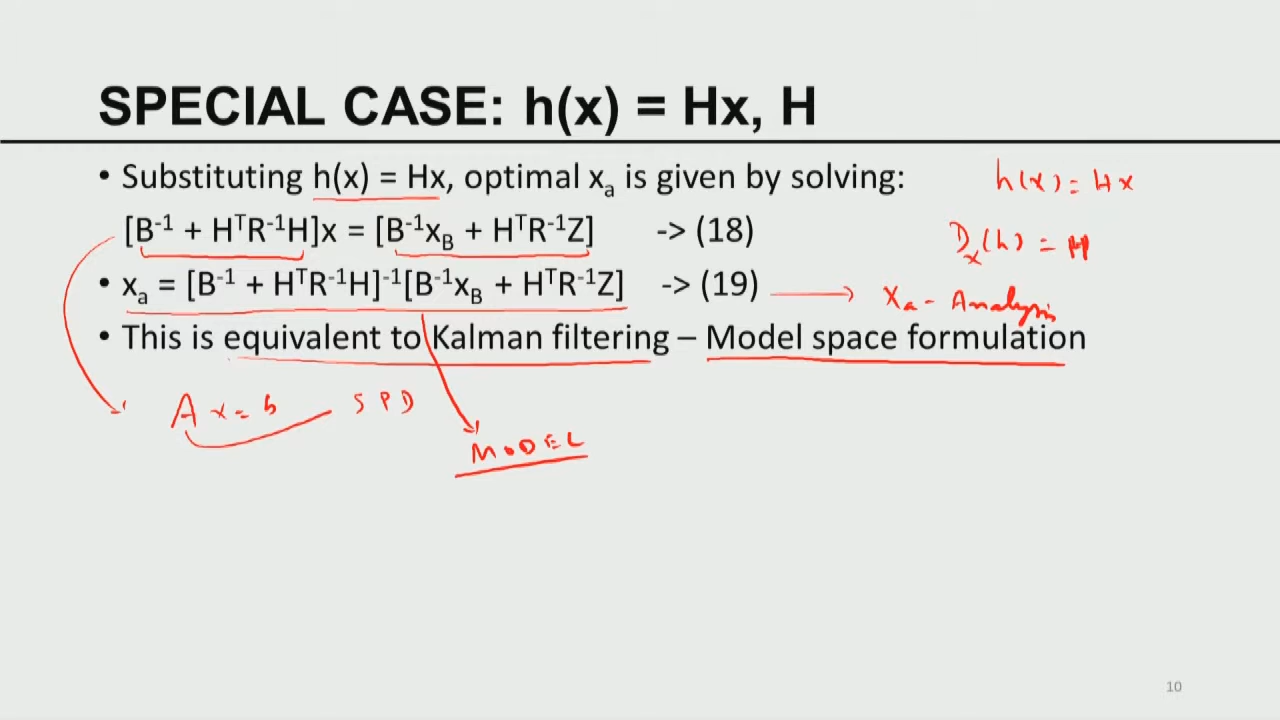 SPECIAL CASE: h(x) = Hx, H
• Substituting h(x) = Hx, optimal xₐ is given by solving:
h(x) = Hx
[B⁻¹ + HᵀR⁻¹H]x = [B⁻¹x_B + HᵀR⁻¹Z] -> (18)
Dₓ(h) = H
• xₐ = [B⁻¹ + HᵀR⁻¹H]⁻¹[B⁻¹x_B + HᵀR⁻¹Z] -> (19)
xₐ - Analysis
• This is equivalent to Kalman filtering – Model space formulation
Ax = b SPD
MODEL
10